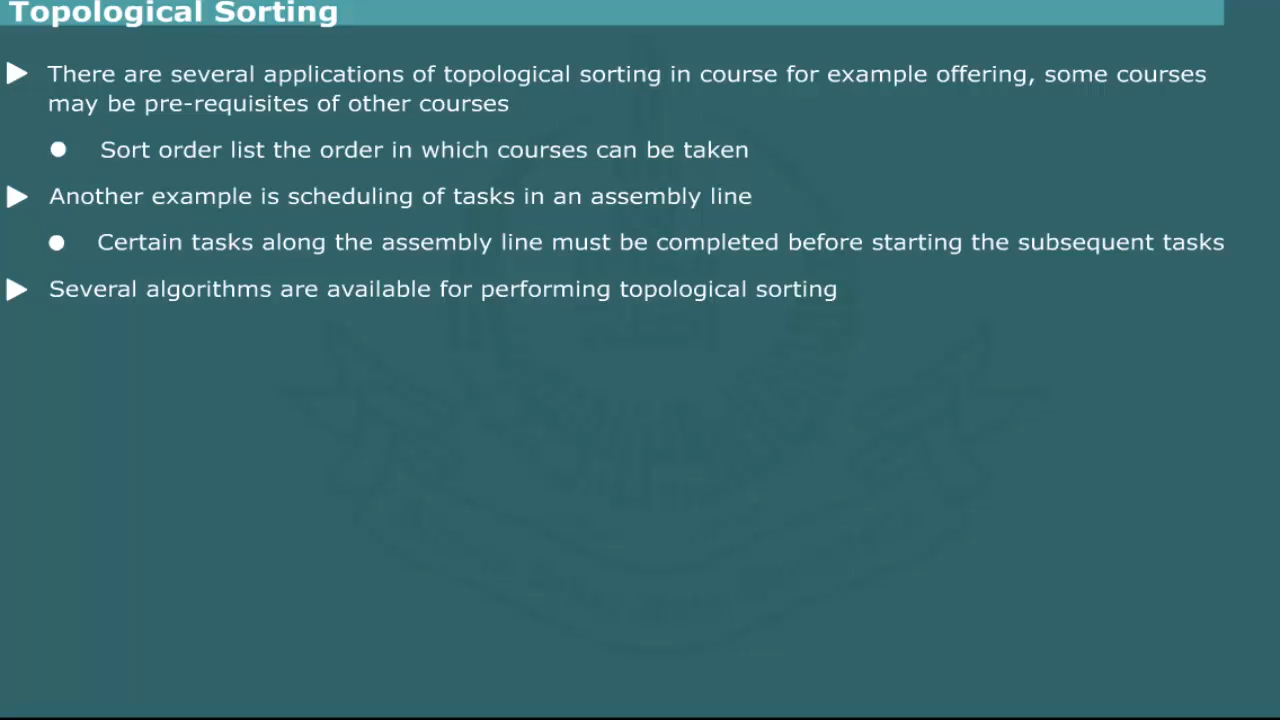 Topological Sorting
There are several applications of topological sorting in course for example offering, some courses
may be pre-requisites of other courses
Sort order list the order in which courses can be taken
Another example is scheduling of tasks in an assembly line
Certain tasks along the assembly line must be completed before starting the subsequent tasks
Several algorithms are available for performing topological sorting